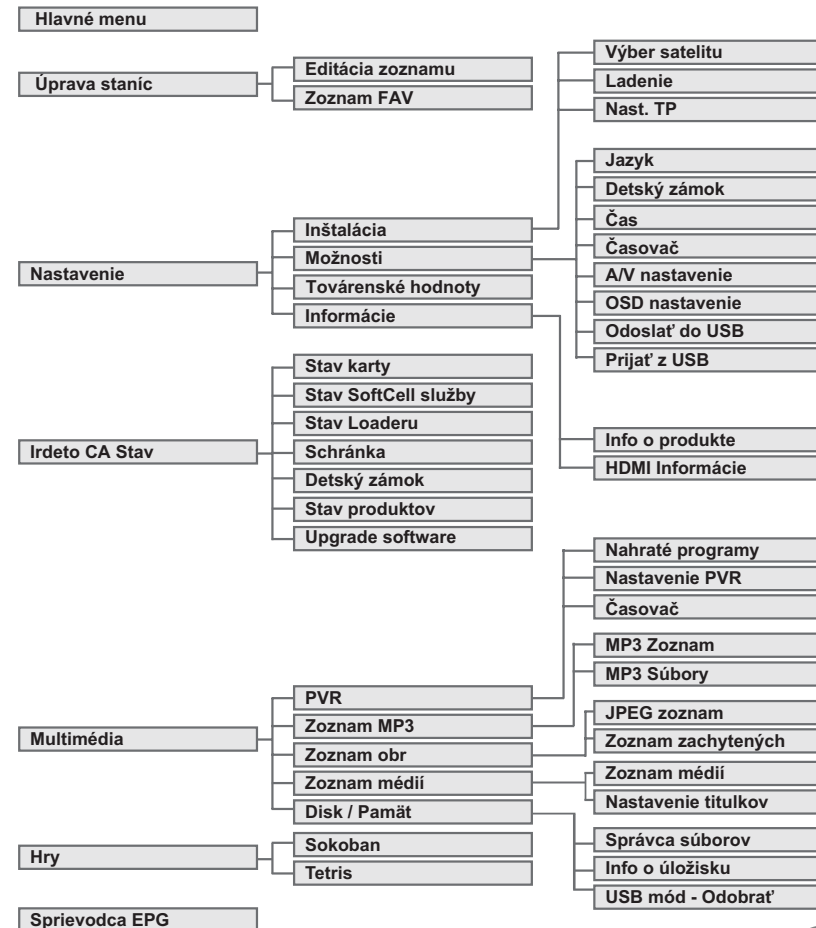 Hlavné menu
Úprava staníc
Editácia zoznamu
Zoznam FAV
Nastavenie
Inštalácia
Výber satelitu
Ladenie
Nast. TP
Možnosti
Jazyk
Detský zámok
Čas
Časovač
A/V nastavenie
OSD nastavenie
Odoslať do USB
Prijať z USB
Továrenské hodnoty
Informácie
Info o produkte
HDMI Informácie
Irdeto CA Stav
Stav karty
Stav SoftCell služby
Stav Loaderu
Schránka
Detský zámok
Stav produktov
Upgrade software
Multimédia
PVR
Nahraté programy
Nastavenie PVR
Časovač
Zoznam MP3
MP3 Zoznam
MP3 Súbory
Zoznam obr
JPEG zoznam
Zoznam zachytených
Zoznam médií
Zoznam médií
Nastavenie titulkov
Disk / Pamät
Správca súborov
Info o úložisku
USB mód - Odobrať
Hry
Sokoban
Tetris
Sprievodca EPG